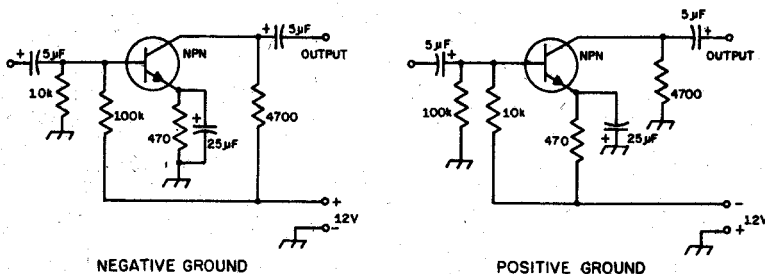 + 5µF
NPN
+ 5µF
OUTPUT
10k
100k
470
+
25µF
4700
+
- 12V
NEGATIVE GROUND
5µF
+
NPN
5µF
+
OUTPUT
100k
10k
470
+
25µF
4700
-
+ 12V
POSITIVE GROUND